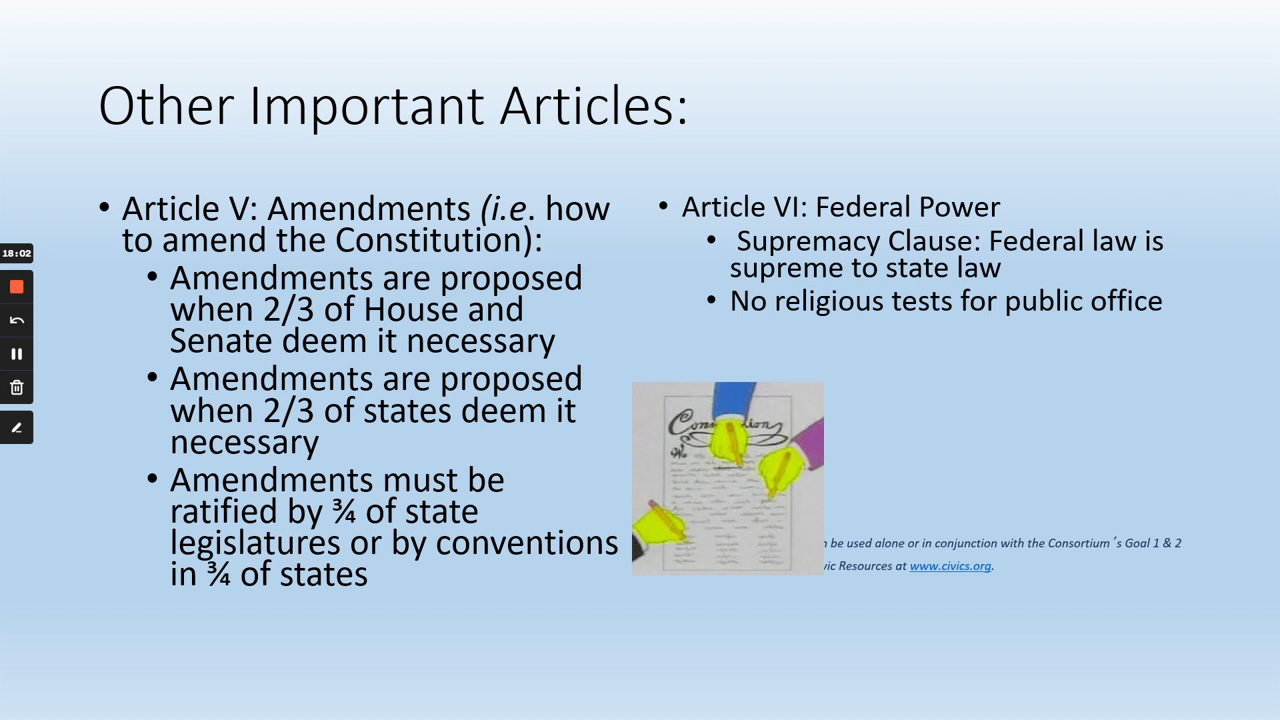 Other Important Articles:
• Article V: Amendments (i.e. how
to amend the Constitution):
• Amendments are proposed
when 2/3 of House and
Senate deem it necessary
• Amendments are proposed
when 2/3 of states deem it
necessary
• Amendments must be
ratified by ¾ of state
legislatures or by conventions
in ¾ of states
• Article VI: Federal Power
• Supremacy Clause: Federal law is
supreme to state law
• No religious tests for public office
We
be used alone or in conjunction with the Consortium´s Goal 1 & 2
Resources at www.civics.org.
18:02